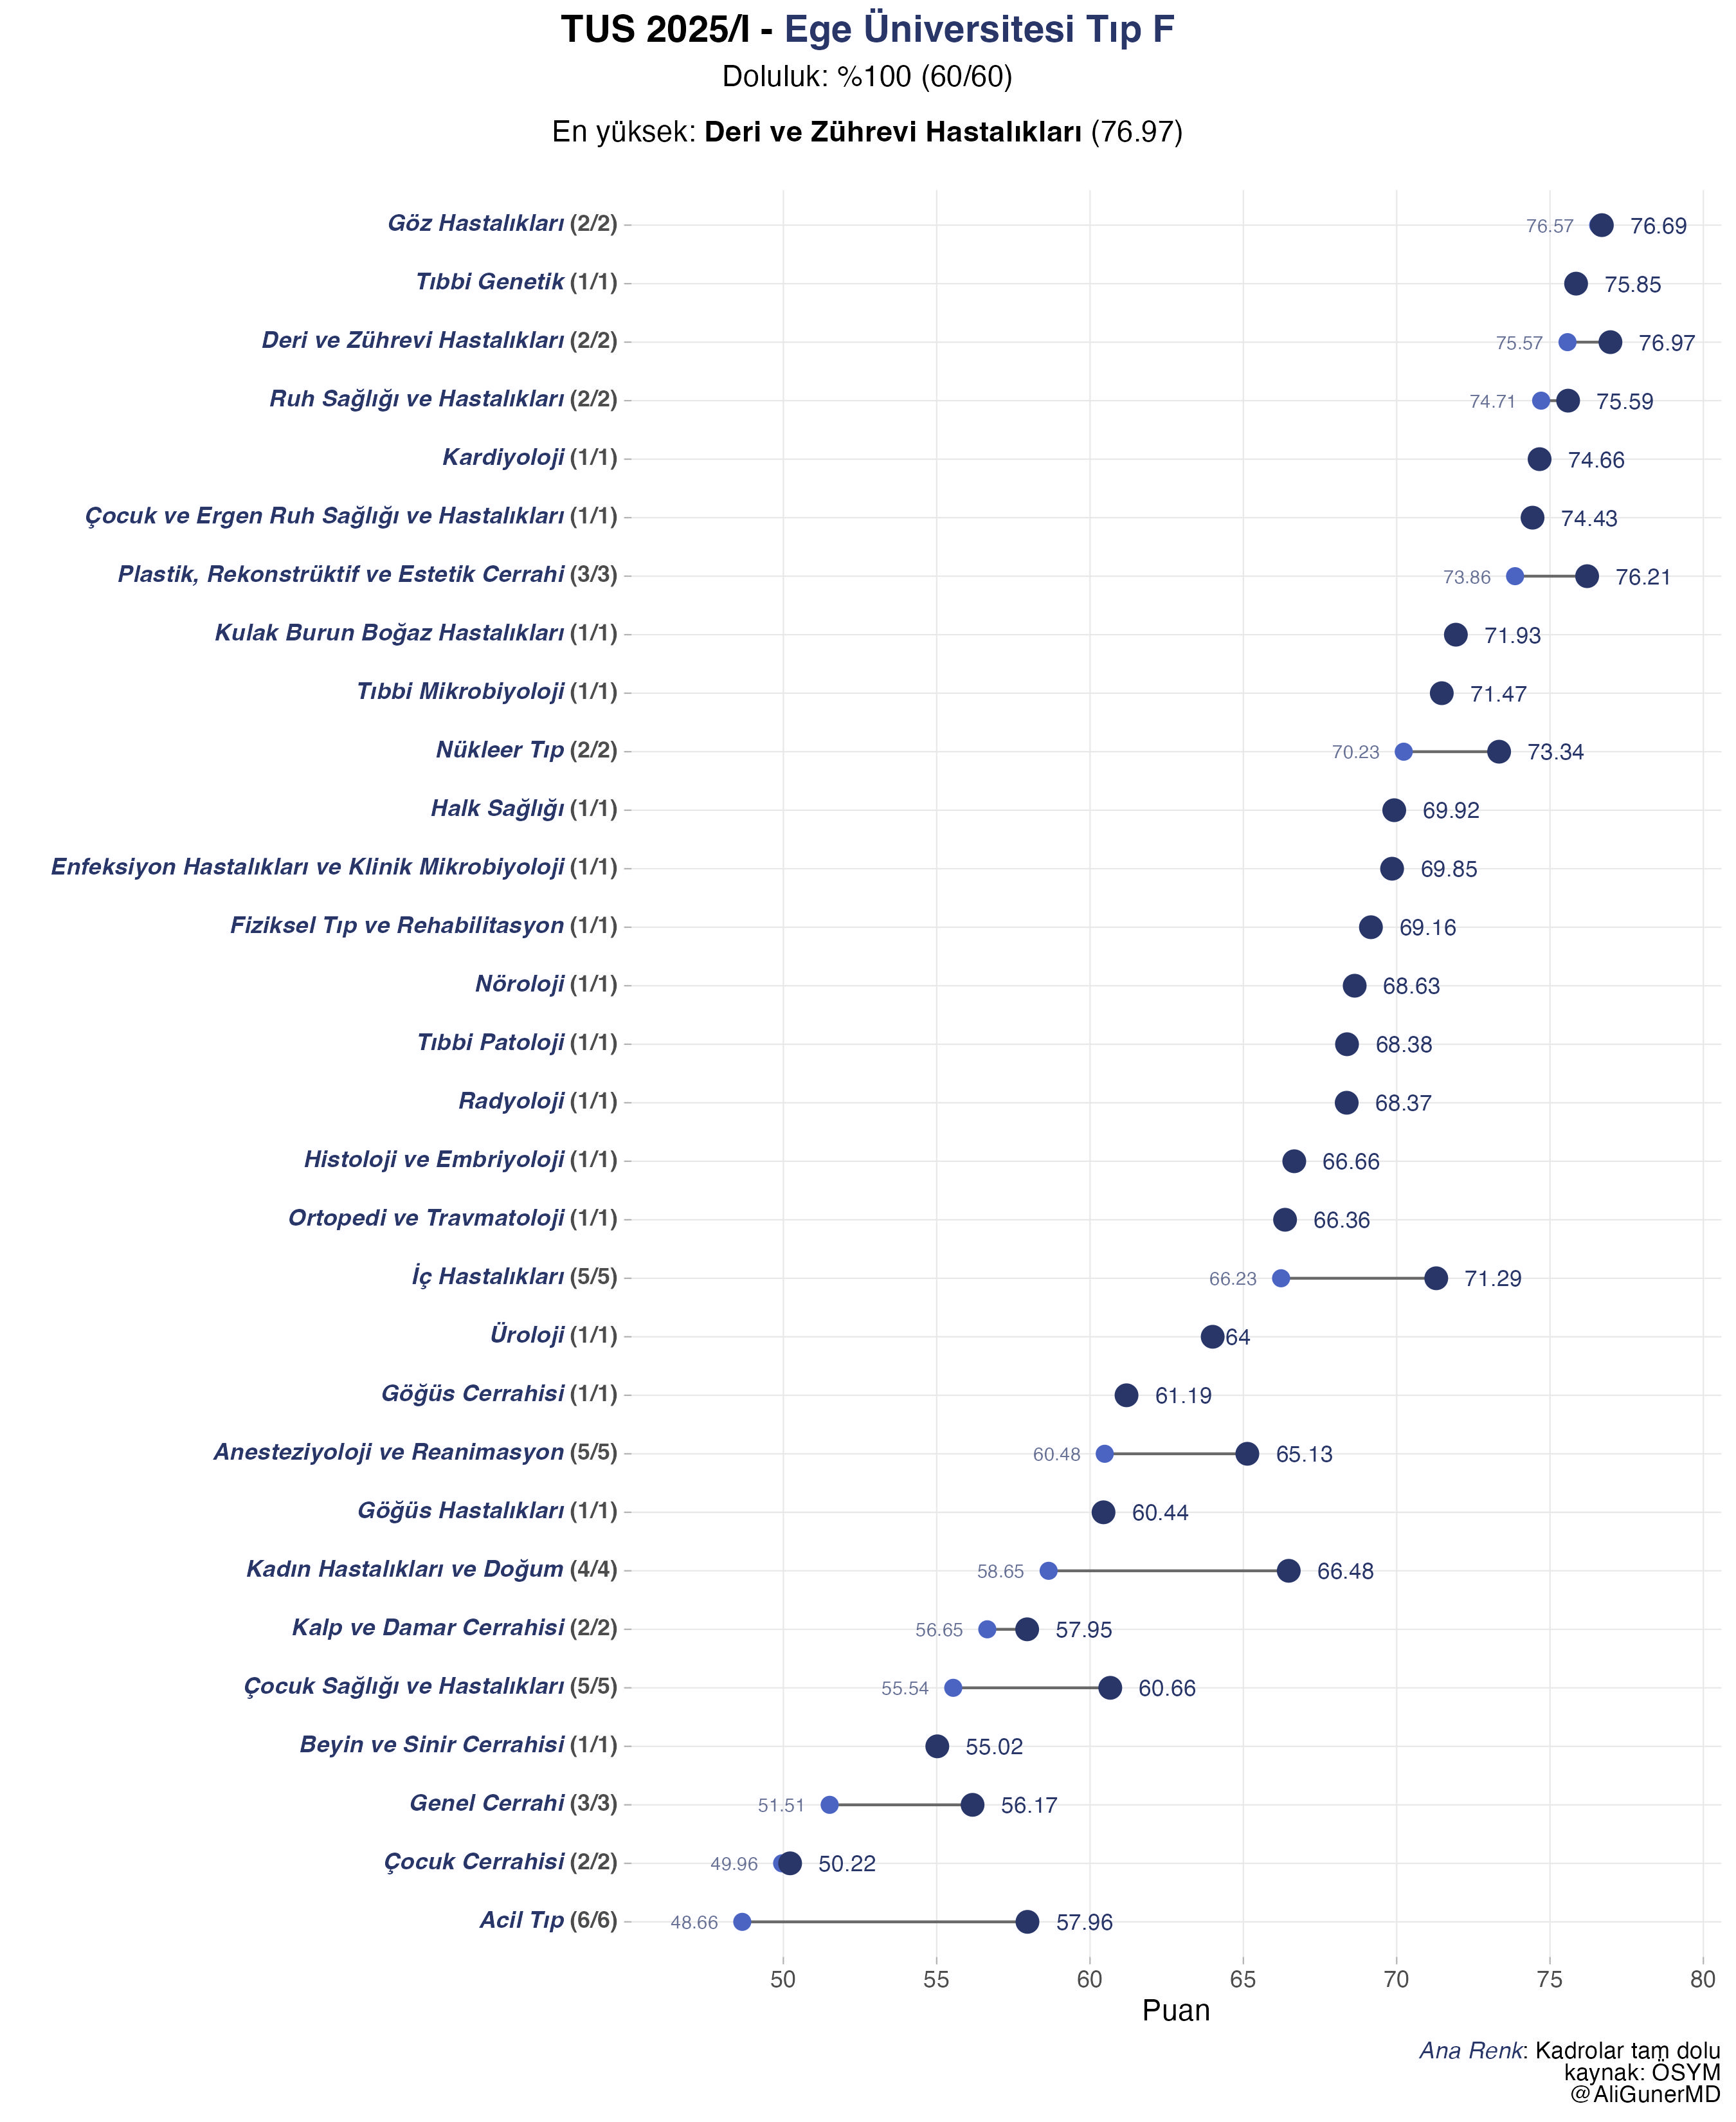 TUS 2025/I - Ege Üniversitesi Tıp F
Doluluk: %100 (60/60)
En yüksek: Deri ve Zührevi Hastalıkları (76.97)
Göz Hastalıkları (2/2) 76.57 76.69
Tıbbi Genetik (1/1) 75.85
Deri ve Zührevi Hastalıkları (2/2) 75.57 76.97
Ruh Sağlığı ve Hastalıkları (2/2) 74.71 75.59
Kardiyoloji (1/1) 74.66
Çocuk ve Ergen Ruh Sağlığı ve Hastalıkları (1/1) 74.43
Plastik, Rekonstrüktif ve Estetik Cerrahi (3/3) 73.86 76.21
Kulak Burun Boğaz Hastalıkları (1/1) 71.93
Tıbbi Mikrobiyoloji (1/1) 71.47
Nükleer Tıp (2/2) 70.23 73.34
Halk Sağlığı (1/1) 69.92
Enfeksiyon Hastalıkları ve Klinik Mikrobiyoloji (1/1) 69.85
Fiziksel Tıp ve Rehabilitasyon (1/1) 69.16
Nöroloji (1/1) 68.63
Tıbbi Patoloji (1/1) 68.38
Radyoloji (1/1) 68.37
Histoloji ve Embriyoloji (1/1) 66.66
Ortopedi ve Travmatoloji (1/1) 66.36
İç Hastalıkları (5/5) 66.23 71.29
Üroloji (1/1) 64
Göğüs Cerrahisi (1/1) 61.19
Anesteziyoloji ve Reanimasyon (5/5) 60.48 65.13
Göğüs Hastalıkları (1/1) 60.44
Kadın Hastalıkları ve Doğum (4/4) 58.65 66.48
Kalp ve Damar Cerrahisi (2/2) 56.65 57.95
Çocuk Sağlığı ve Hastalıkları (5/5) 55.54 60.66
Beyin ve Sinir Cerrahisi (1/1) 55.02
Genel Cerrahi (3/3) 51.51 56.17
Çocuk Cerrahisi (2/2) 49.96 50.22
Acil Tıp (6/6) 48.66 57.96
50 55 60 65 70 75 80
Puan
Ana Renk: Kadrolar tam dolu
kaynak: ÖSYM
@AliGunerMD